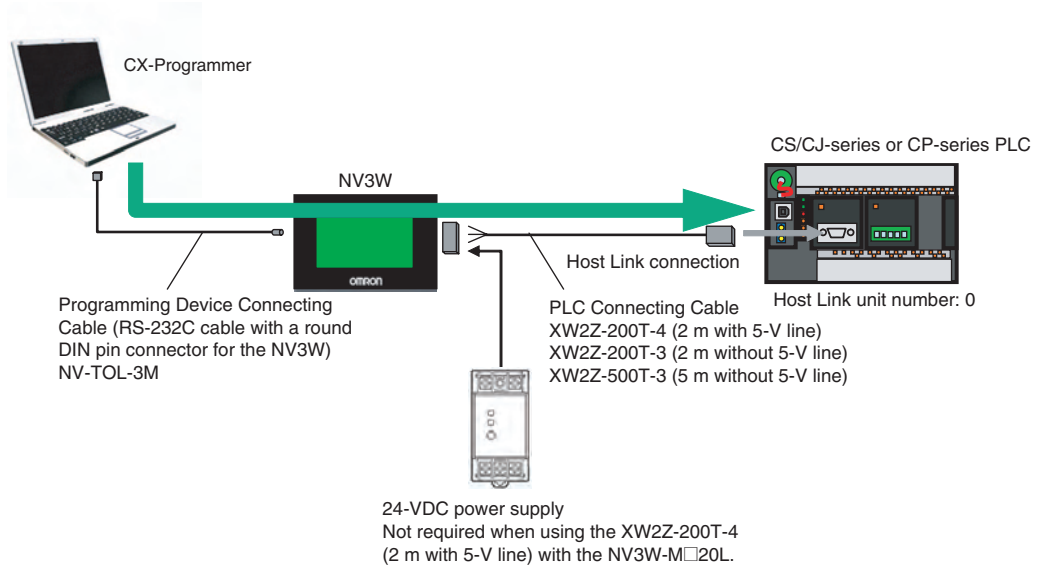 CX-Programmer
CS/CJ-series or CP-series PLC
NV3W
OMRON
Host Link connection
Host Link unit number: 0
Programming Device Connecting
Cable (RS-232C cable with a round
DIN pin connector for the NV3W)
NV-TOL-3M
PLC Connecting Cable
XW2Z-200T-4 (2 m with 5-V line)
XW2Z-200T-3 (2 m without 5-V line)
XW2Z-500T-3 (5 m without 5-V line)
24-VDC power supply
Not required when using the XW2Z-200T-4
(2 m with 5-V line) with the NV3W-M□20L.